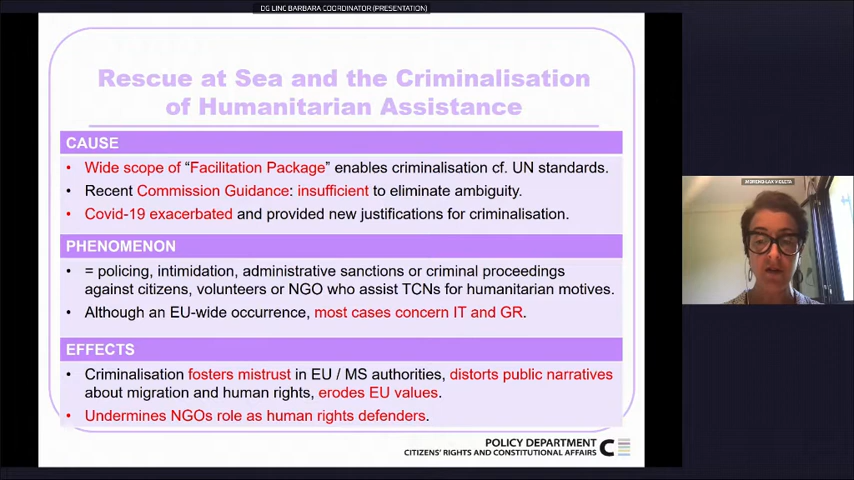 DG LINC BARBARA COORDINATOR (PRESENTATION)
Rescue at Sea and the Criminalisation
of Humanitarian Assistance
CAUSE
• Wide scope of “Facilitation Package” enables criminalisation cf. UN standards.
• Recent Commission Guidance: insufficient to eliminate ambiguity.
• Covid-19 exacerbated and provided new justifications for criminalisation.
PHENOMENON
• = policing, intimidation, administrative sanctions or criminal proceedings
against citizens, volunteers or NGO who assist TCNs for humanitarian motives.
• Although an EU-wide occurrence, most cases concern IT and GR.
EFFECTS
• Criminalisation fosters mistrust in EU / MS authorities, distorts public narratives
about migration and human rights, erodes EU values.
• Undermines NGOs role as human rights defenders.
POLICY DEPARTMENT
CITIZENS' RIGHTS AND CONSTITUTIONAL AFFAIRS
C
MORENO-LAX VIOLETA